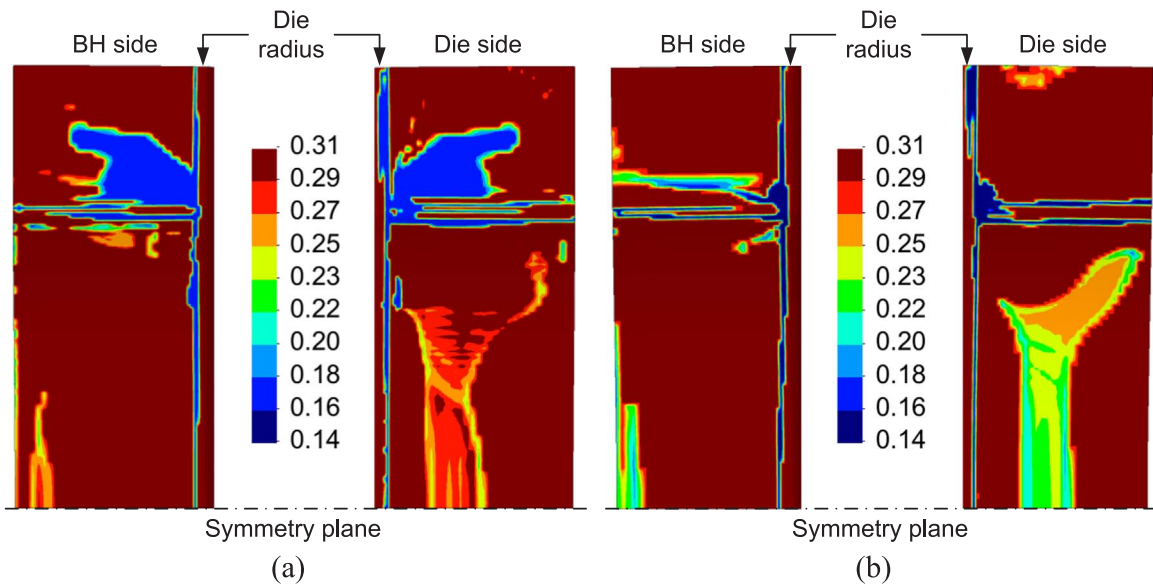 Die
radius
BH side
Die side
0.31
0.29
0.27
0.25
0.23
0.22
0.20
0.18
0.16
0.14
Symmetry plane
(a)
Die
radius
BH side
Die side
0.31
0.29
0.27
0.25
0.23
0.22
0.20
0.18
0.16
0.14
Symmetry plane
(b)